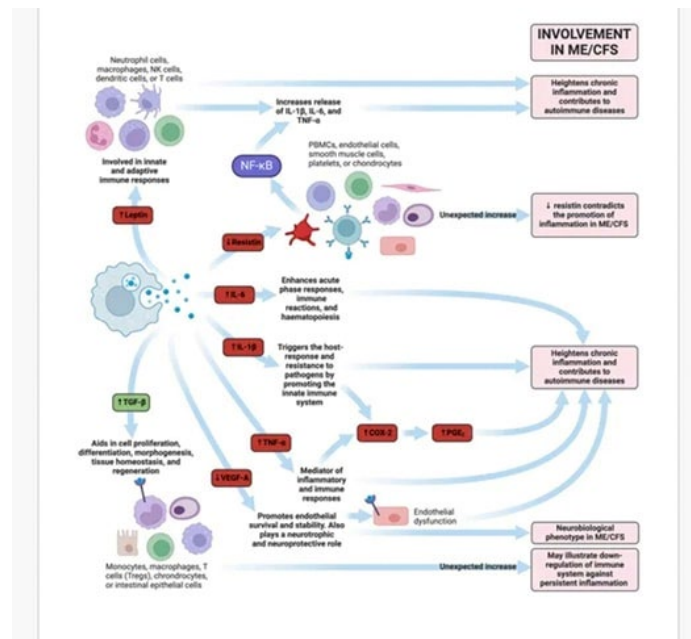 INVOLVEMENT
IN ME/CFS
Neutrophil cells,
macrophages, NK cells,
dendritic cells, or T cells
Increases release
of IL-1β, IL-6, and
TNF-α
Heightens chronic
inflammation and
contributes to
autoimmune diseases
PBMCs, endothelial cells,
smooth muscle cells,
platelets, or chondrocytes
NF-κB
Involved in innate
and adaptive
immune responses
↑Leptin
↓Resistin
Unexpected increase
↓ resistin contradicts
the promotion of
inflammation in ME/CFS
↑IL-6
Enhances acute
phase responses,
immune
reactions, and
haematopoiesis
↑IL-1β
Triggers the host-
response and
resistance to
pathogens by
promoting the
innate immune
system
Heightens chronic
inflammation and
contributes to
autoimmune diseases
↑TGF-β
↑TNF-α
↑COX-2
↑PGE₂
Aids in cell proliferation,
differentiation, morphogenesis,
tissue homeostasis, and
regeneration
↓VEGF-A
Mediator of
inflammatory
and immune
responses
Promotes endothelial
survival and stability. Also
plays a neurotrophic
and neuroprotective role
Endothelial
dysfunction
Neurobiological
phenotype in ME/CFS
Monocytes, macrophages, T
cells (Tregs), chrondrocytes,
or intestinal epithelial cells
Unexpected increase
May illustrate down-
regulation of immune
system against
persistent inflammation